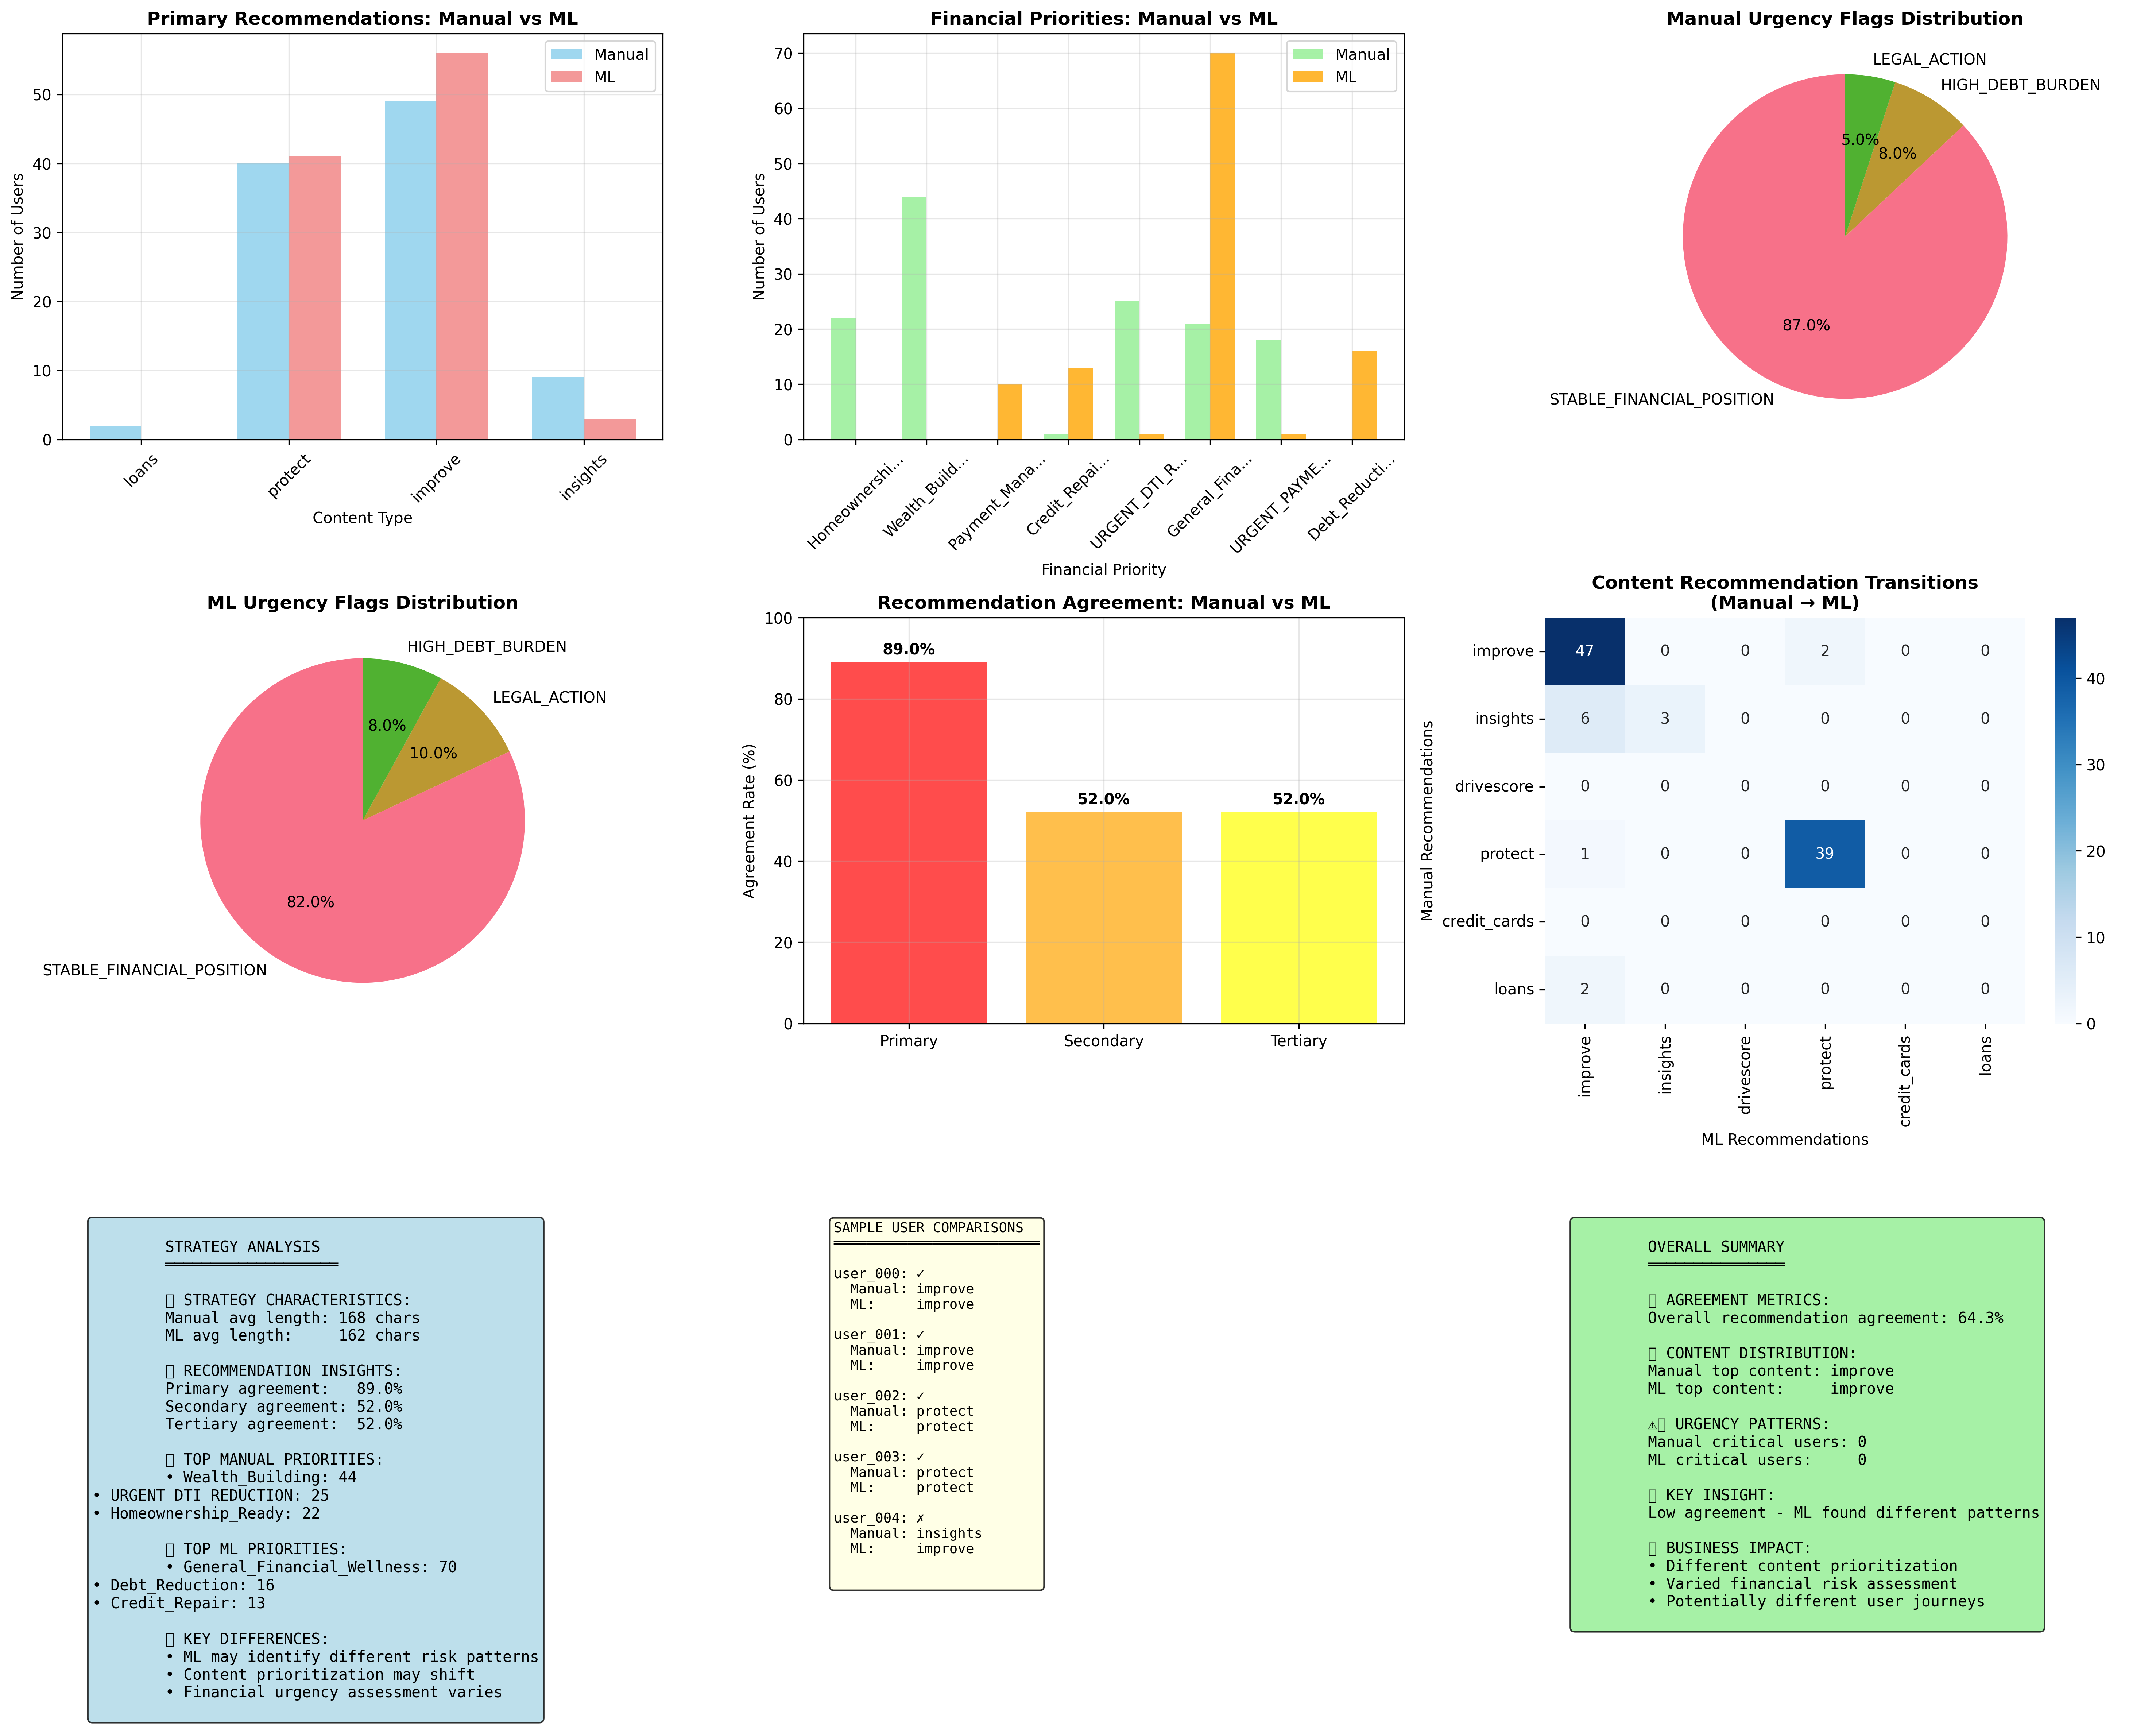 Primary Recommendations: Manual vs ML
Manual
ML
Number of Users
50
40
30
20
10
0
loans
protect
improve
insights
Content Type
Financial Priorities: Manual vs ML
Manual
ML
Number of Users
70
60
50
40
30
20
10
0
Homeownershi...
Wealth_Build...
Payment_Mana...
Credit_Repai...
URGENT_DTI_R...
General_Fina...
URGENT_PAYME...
Debt_Reducti...
Financial Priority
Manual Urgency Flags Distribution
LEGAL_ACTION
HIGH_DEBT_BURDEN
5.0%
8.0%
87.0%
STABLE_FINANCIAL_POSITION
ML Urgency Flags Distribution
HIGH_DEBT_BURDEN
LEGAL_ACTION
8.0%
10.0%
82.0%
STABLE_FINANCIAL_POSITION
Recommendation Agreement: Manual vs ML
Agreement Rate (%)
100
80
60
40
20
0
89.0%
52.0%
52.0%
Primary
Secondary
Tertiary
Content Recommendation Transitions
(Manual → ML)
Manual Recommendations
improve 47 0 0 2 0 0
insights 6 3 0 0 0 0
drivescore 0 0 0 0 0 0
protect 1 0 0 39 0 0
credit_cards 0 0 0 0 0 0
loans 2 0 0 0 0 0
improve
insights
drivescore
protect
credit_cards
loans
ML Recommendations
40
30
20
10
0
STRATEGY ANALYSIS
STRATEGY CHARACTERISTICS:
Manual avg length: 168 chars
ML avg length: 162 chars
RECOMMENDATION INSIGHTS:
Primary agreement: 89.0%
Secondary agreement: 52.0%
Tertiary agreement: 52.0%
TOP MANUAL PRIORITIES:
• Wealth_Building: 44
• URGENT_DTI_REDUCTION: 25
• Homeownership_Ready: 22
TOP ML PRIORITIES:
• General_Financial_Wellness: 70
• Debt_Reduction: 16
• Credit_Repair: 13
KEY DIFFERENCES:
• ML may identify different risk patterns
• Content prioritization may shift
• Financial urgency assessment varies
SAMPLE USER COMPARISONS
user_000: ✓
Manual: improve
ML: improve
user_001: ✓
Manual: improve
ML: improve
user_002: ✓
Manual: protect
ML: protect
user_003: ✓
Manual: protect
ML: protect
user_004: ✗
Manual: insights
ML: improve
OVERALL SUMMARY
AGREEMENT METRICS:
Overall recommendation agreement: 64.3%
CONTENT DISTRIBUTION:
Manual top content: improve
ML top content: improve
⚠ URGENCY PATTERNS:
Manual critical users: 0
ML critical users: 0
KEY INSIGHT:
Low agreement - ML found different patterns
BUSINESS IMPACT:
• Different content prioritization
• Varied financial risk assessment
• Potentially different user journeys